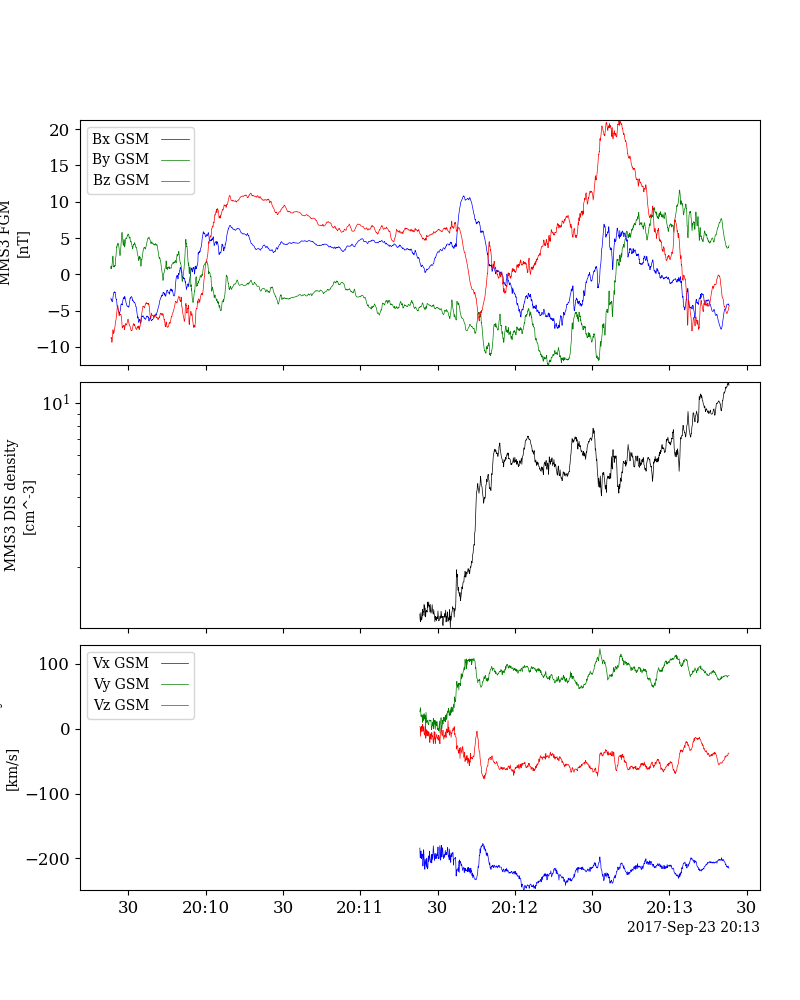 20
15
10
5
0
−5
−10
MMS3 FGM
[nT]
Bx GSM
By GSM
Bz GSM
10^1
MMS3 DIS density
[cm^-3]
100
0
−100
−200
[km/s]
Vx GSM
Vy GSM
Vz GSM
30 20:10 30 20:11 30 20:12 30 20:13 30
2017-Sep-23 20:13